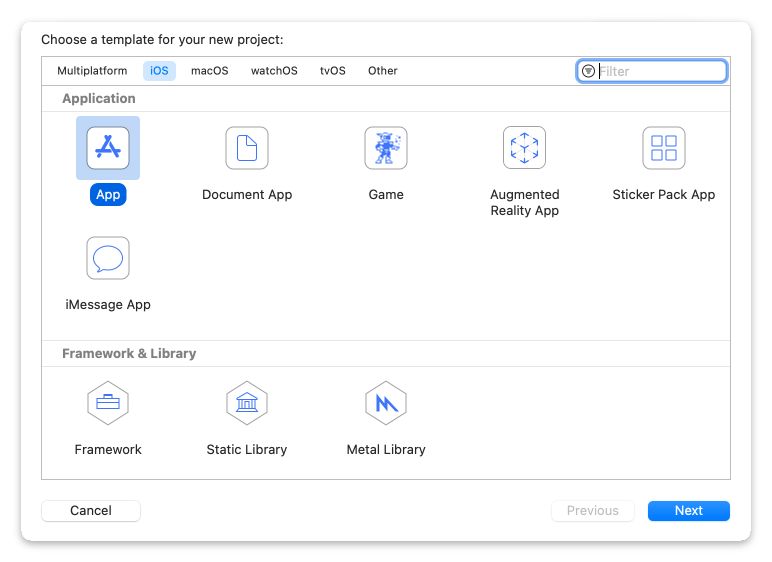 Choose a template for your new project:
Multiplatform iOS macOS watchOS tvOS Other Filter
Application
App Document App Game Augmented Reality App Sticker Pack App
iMessage App
Framework & Library
Framework Static Library Metal Library
Cancel Previous Next